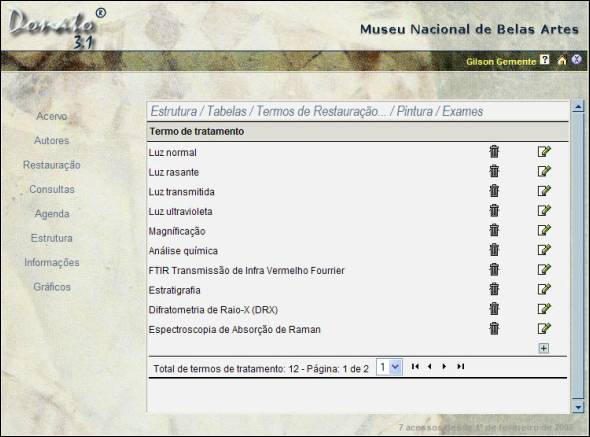 Donato ®
3.1
Museu Nacional de Belas Artes
Gilson Gemente ?
Acervo
Autores
Restauração
Consultas
Agenda
Estrutura
Informações
Gráficos
Estrutura / Tabelas / Termos de Restauração... / Pintura / Exames
Termo de tratamento
Luz normal
Luz rasante
Luz transmitida
Luz ultravioleta
Magnificação
Análise química
FTIR Transmissão de Infra Vermelho Fourrier
Estratigrafia
Difratometria de Raio-X (DRX)
Espectroscopia de Absorção de Raman
Total de termos de tratamento: 12 - Página: 1 de 2 1
7 acessos desde 1º de fevereiro de